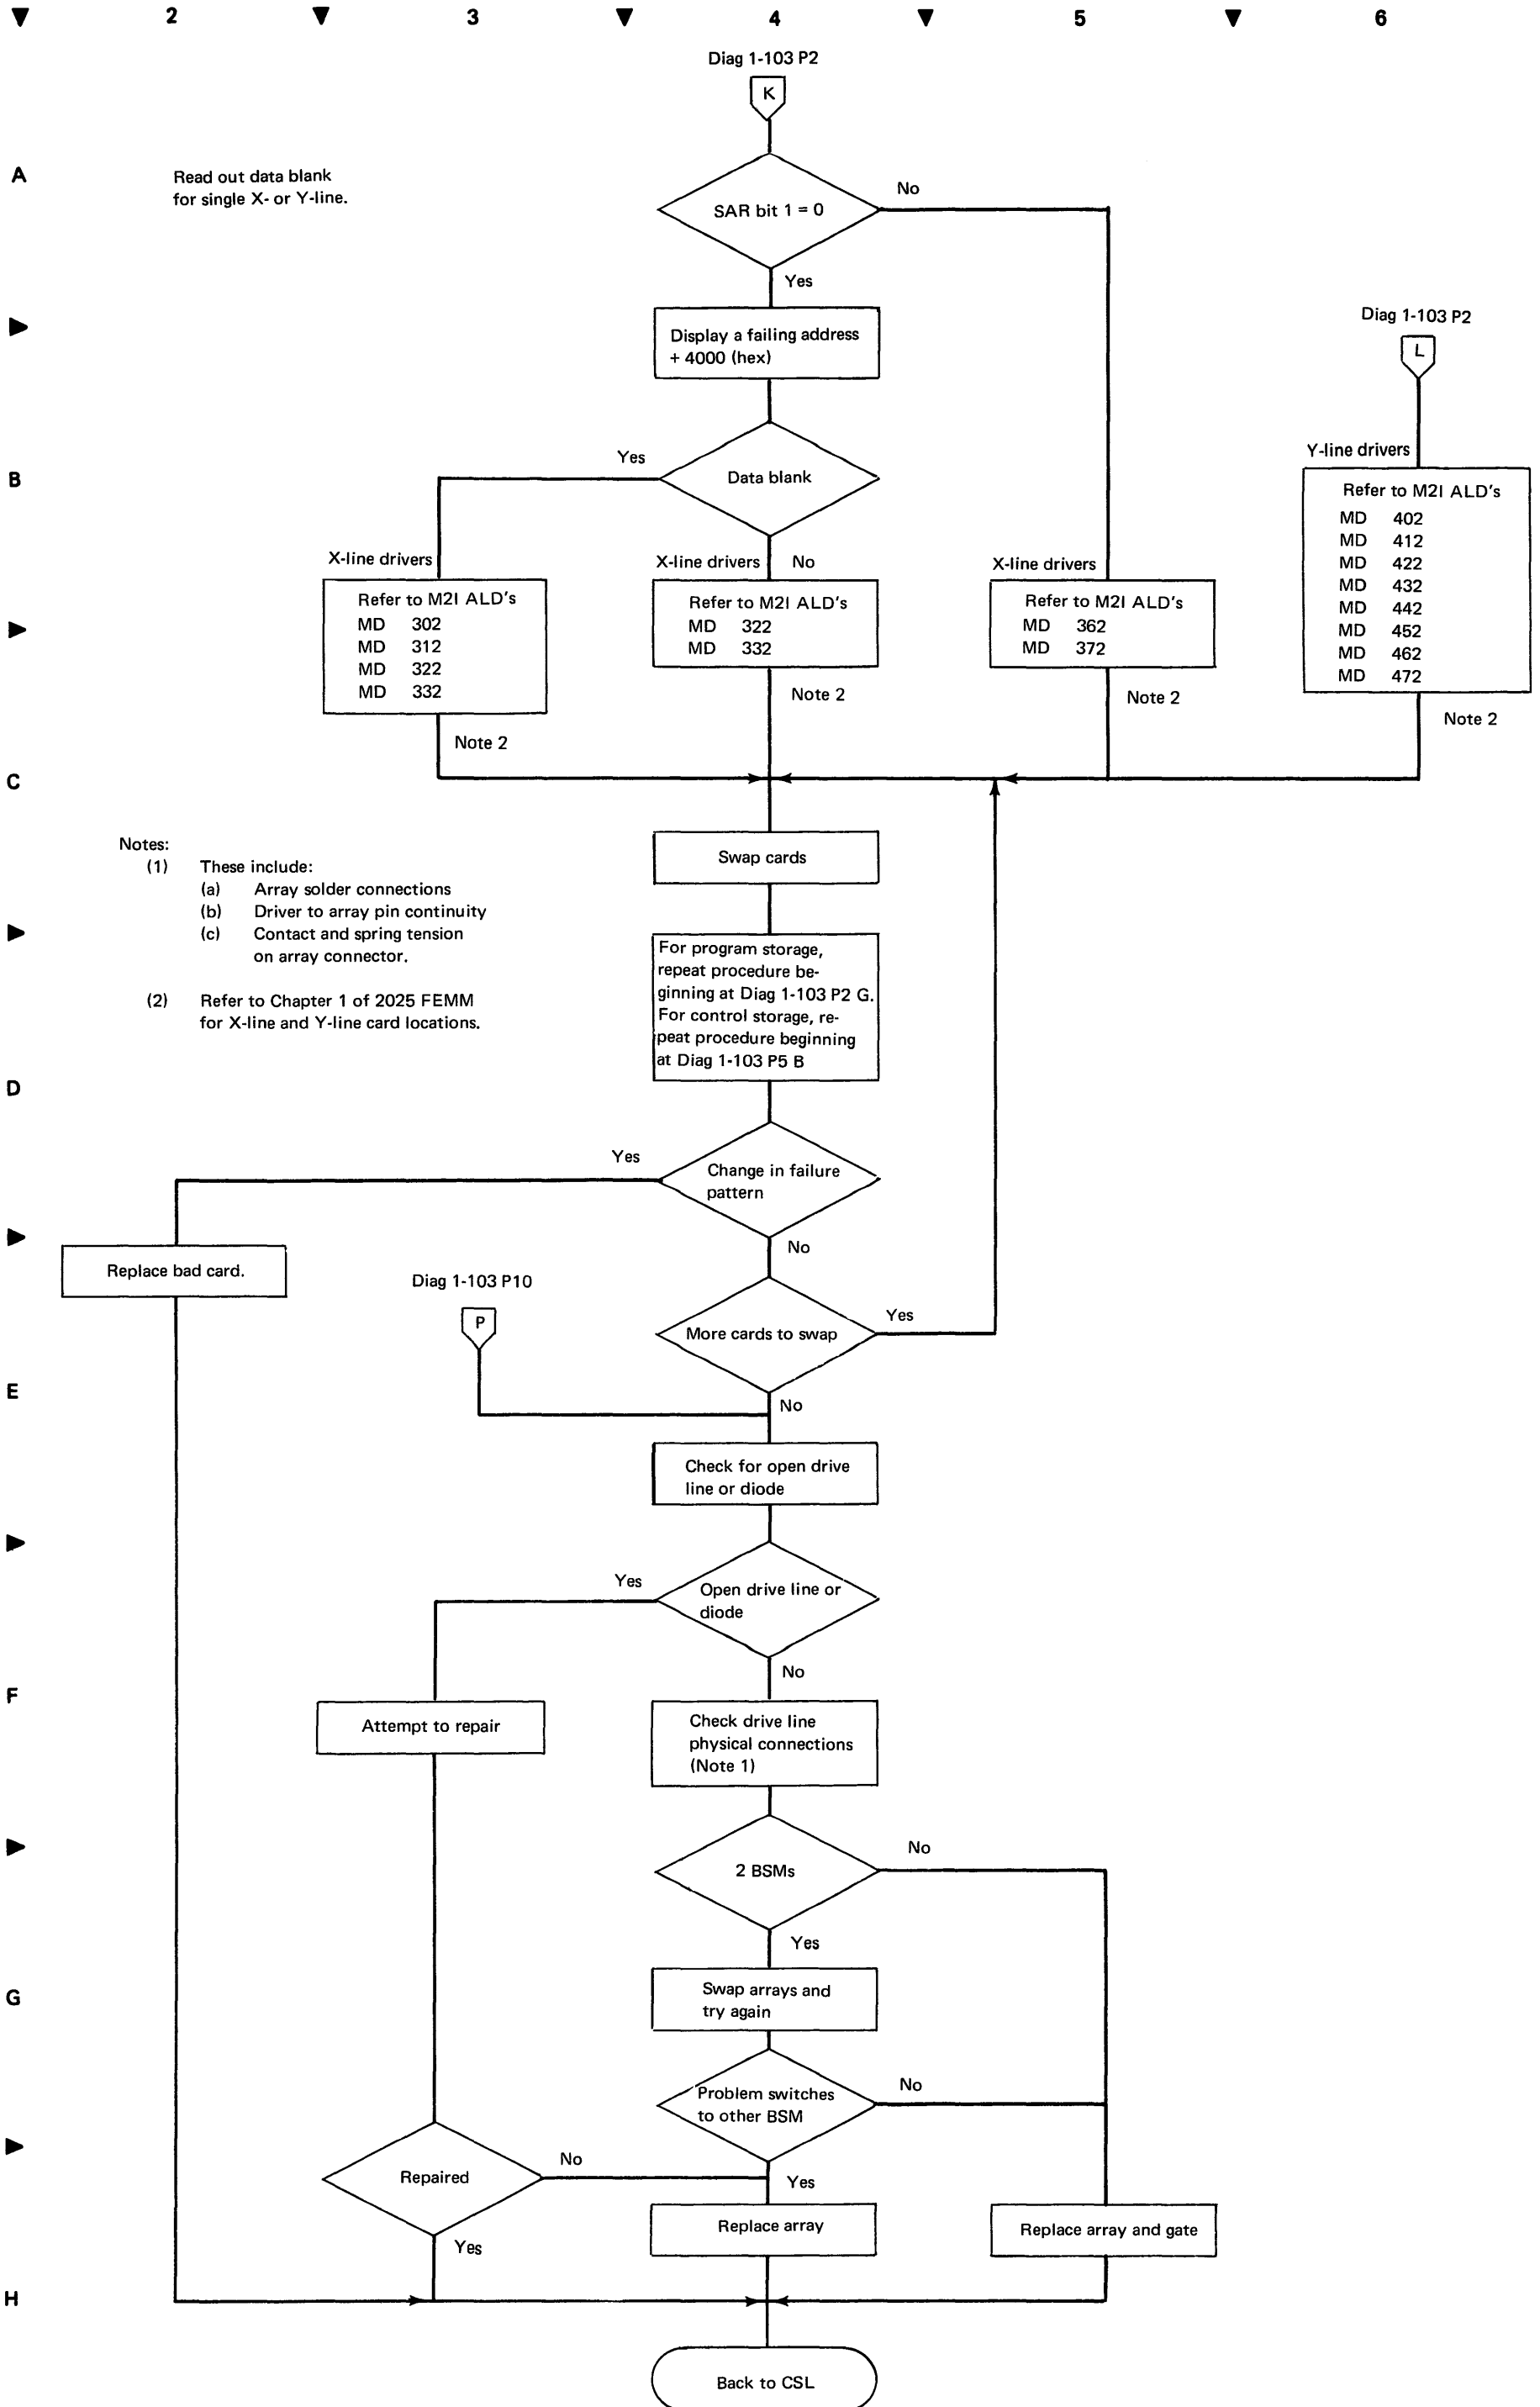 2 3 4 5 6
Diag 1-103 P2
K
A
Read out data blank
for single X- or Y-line.
SAR bit 1 = 0
No
Yes
Display a failing address
+ 4000 (hex)
Diag 1-103 P2
L
B
Data blank
Yes
No
X-line drivers
Refer to M2I ALD's
MD 302
MD 312
MD 322
MD 332
Note 2
X-line drivers
Refer to M2I ALD's
MD 322
MD 332
Note 2
X-line drivers
Refer to M2I ALD's
MD 362
MD 372
Note 2
Y-line drivers
Refer to M2I ALD's
MD 402
MD 412
MD 422
MD 432
MD 442
MD 452
MD 462
MD 472
Note 2
C
Swap cards
Notes:
(1) These include:
(a) Array solder connections
(b) Driver to array pin continuity
(c) Contact and spring tension
on array connector.
(2) Refer to Chapter 1 of 2025 FEMM
for X-line and Y-line card locations.
For program storage,
repeat procedure be-
ginning at Diag 1-103 P2 G.
For control storage, re-
peat procedure beginning
at Diag 1-103 P5 B
D
Change in failure
pattern
Yes
No
Replace bad card.
Diag 1-103 P10
P
More cards to swap
Yes
No
E
Check for open drive
line or diode
Open drive line or
diode
Yes
No
F
Attempt to repair
Check drive line
physical connections
(Note 1)
2 BSMs
No
Yes
G
Swap arrays and
try again
Problem switches
to other BSM
No
Yes
Repaired
No
Yes
Replace array
Replace array and gate
H
Back to CSL